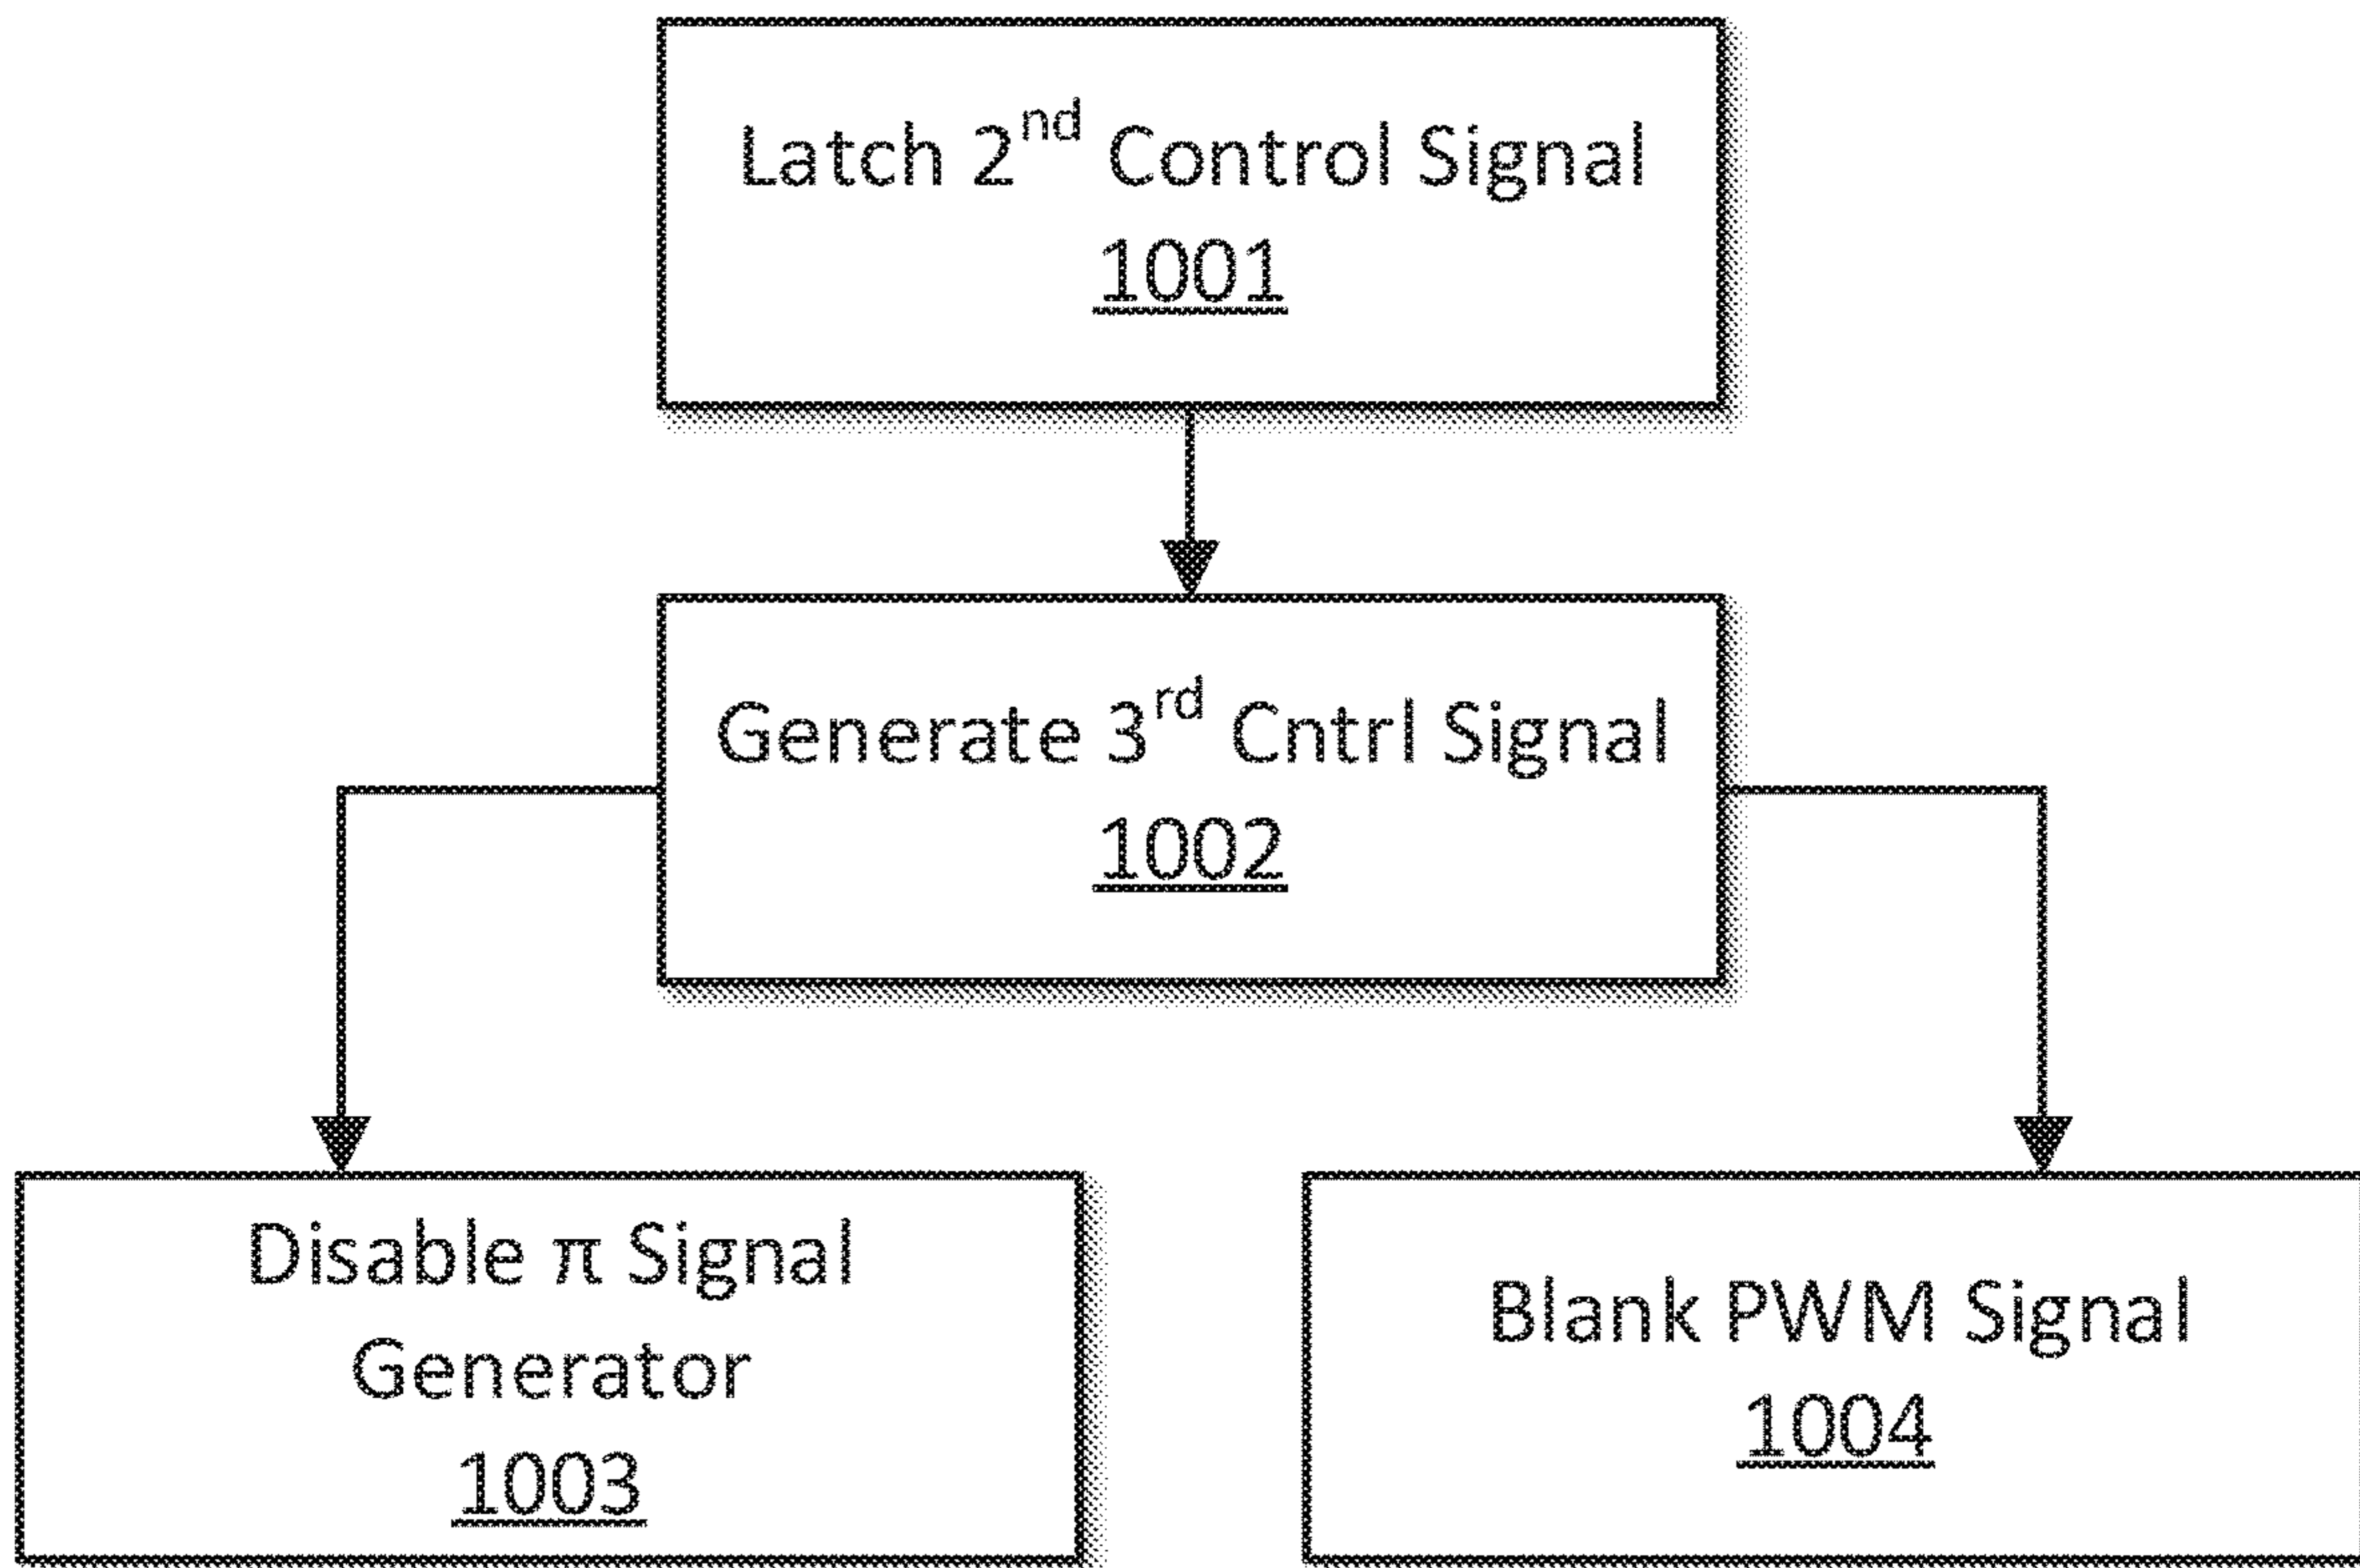 Latch 2nd Control Signal
1001
Generate 3rd Cntrl Signal
1002
Disable π Signal
Generator
1003
Blank PWM Signal
1004